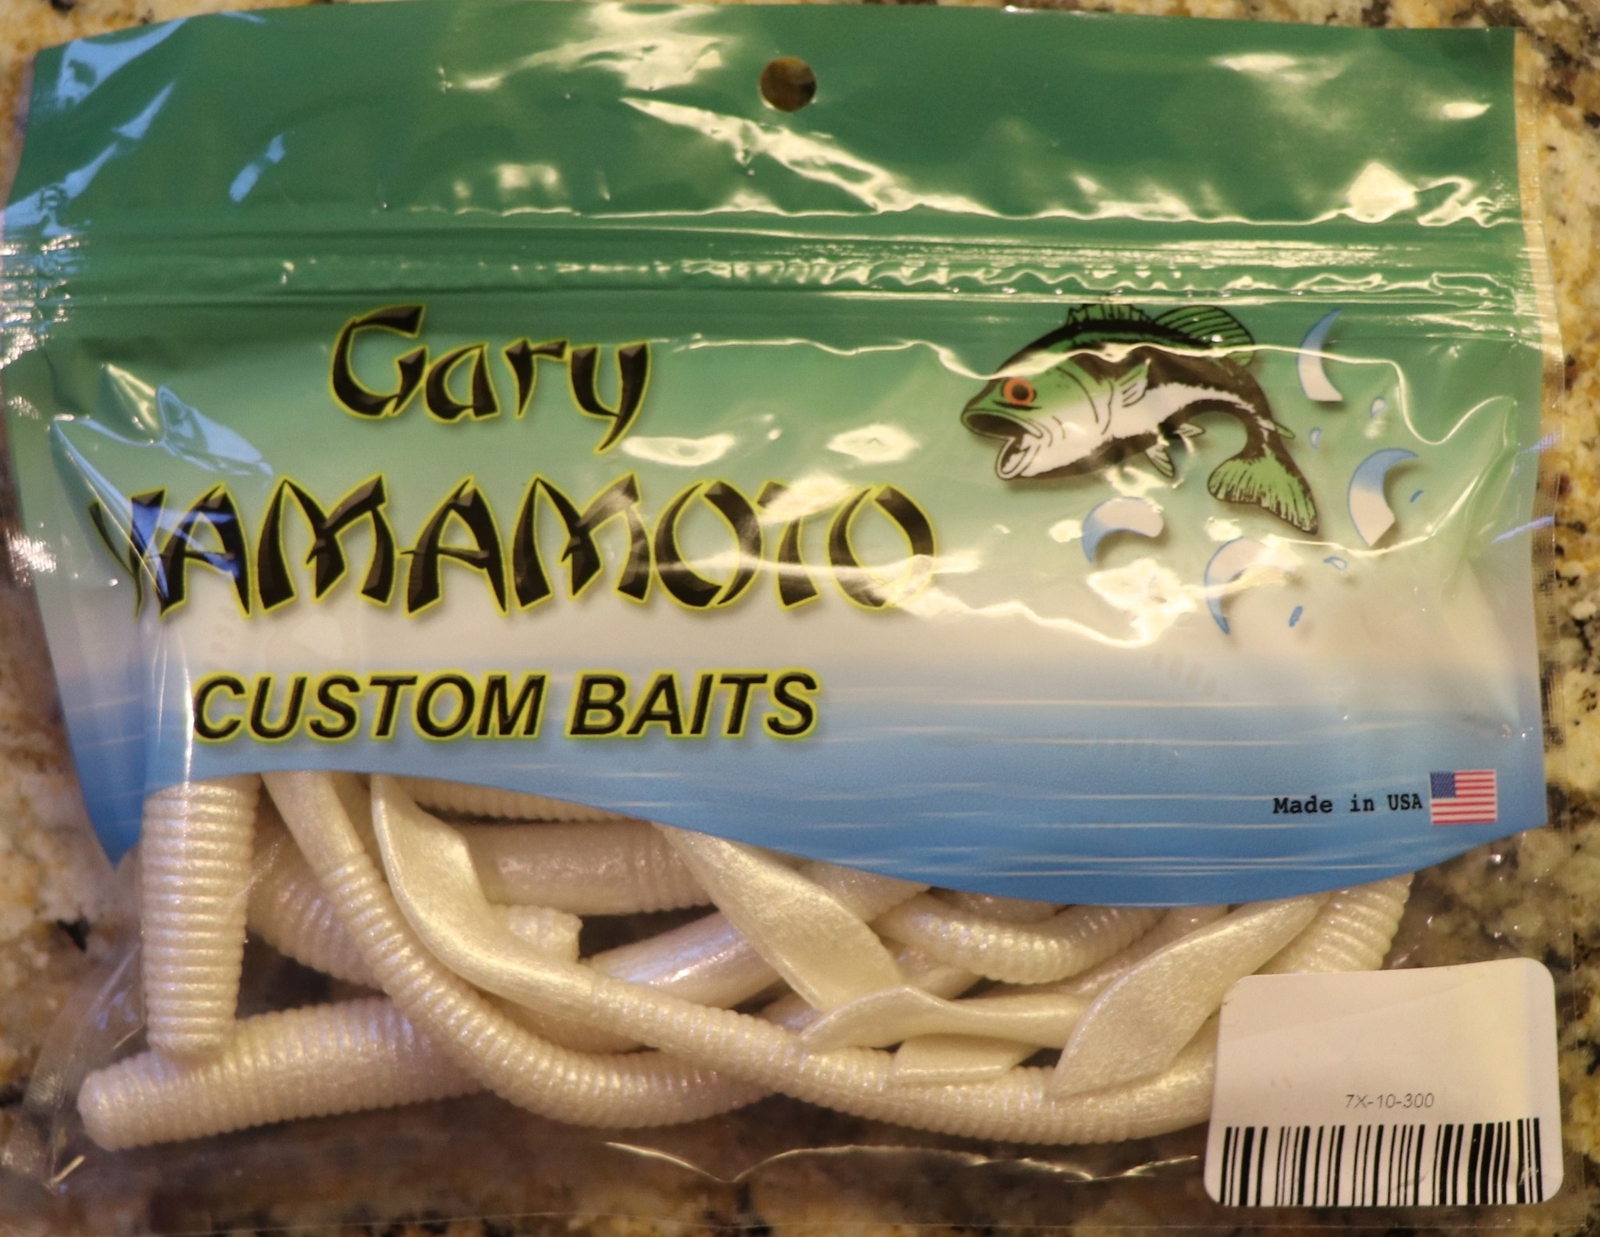 Gary
YAMAMOTO
CUSTOM BAITS
Made in USA
7X-10-300